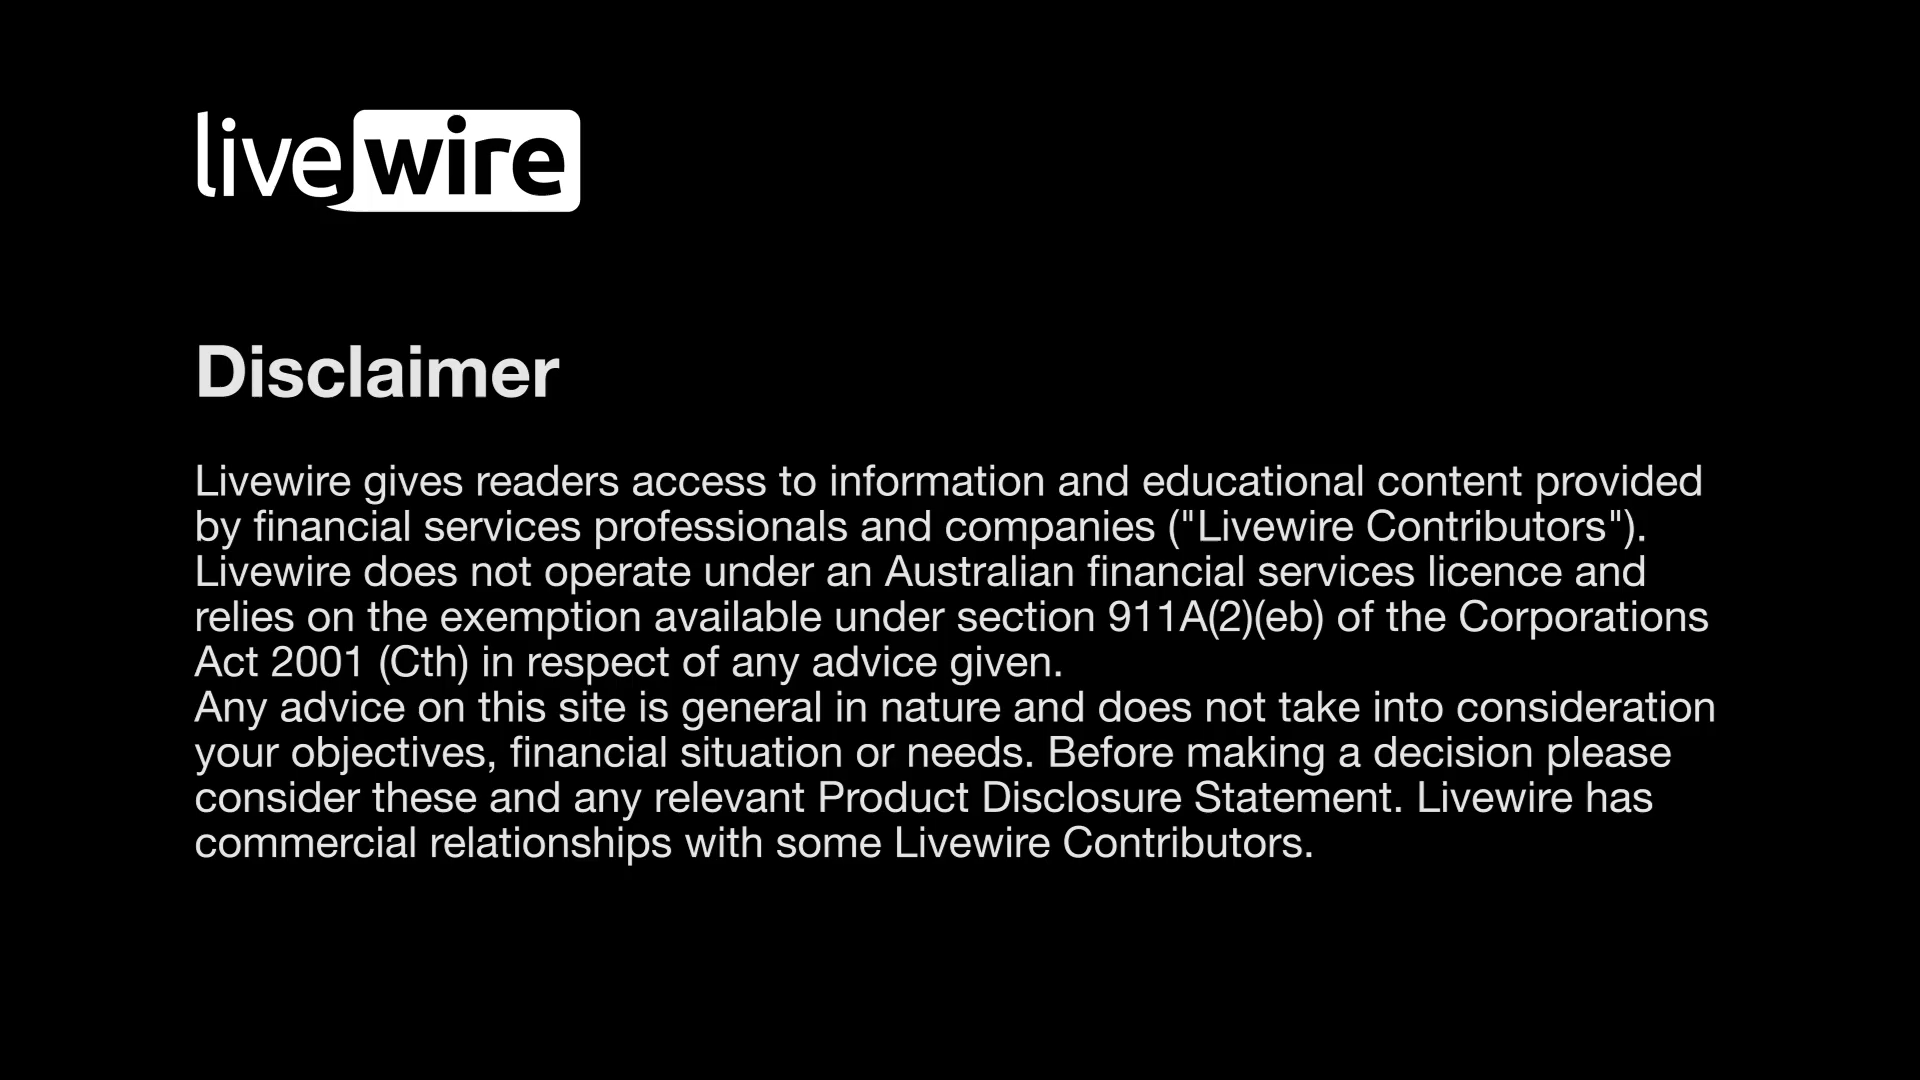 livewire
Disclaimer
Livewire gives readers access to information and educational content provided
by financial services professionals and companies ("Livewire Contributors").
Livewire does not operate under an Australian financial services licence and
relies on the exemption available under section 911A(2)(eb) of the Corporations
Act 2001 (Cth) in respect of any advice given.
Any advice on this site is general in nature and does not take into consideration
your objectives, financial situation or needs. Before making a decision please
consider these and any relevant Product Disclosure Statement. Livewire has
commercial relationships with some Livewire Contributors.